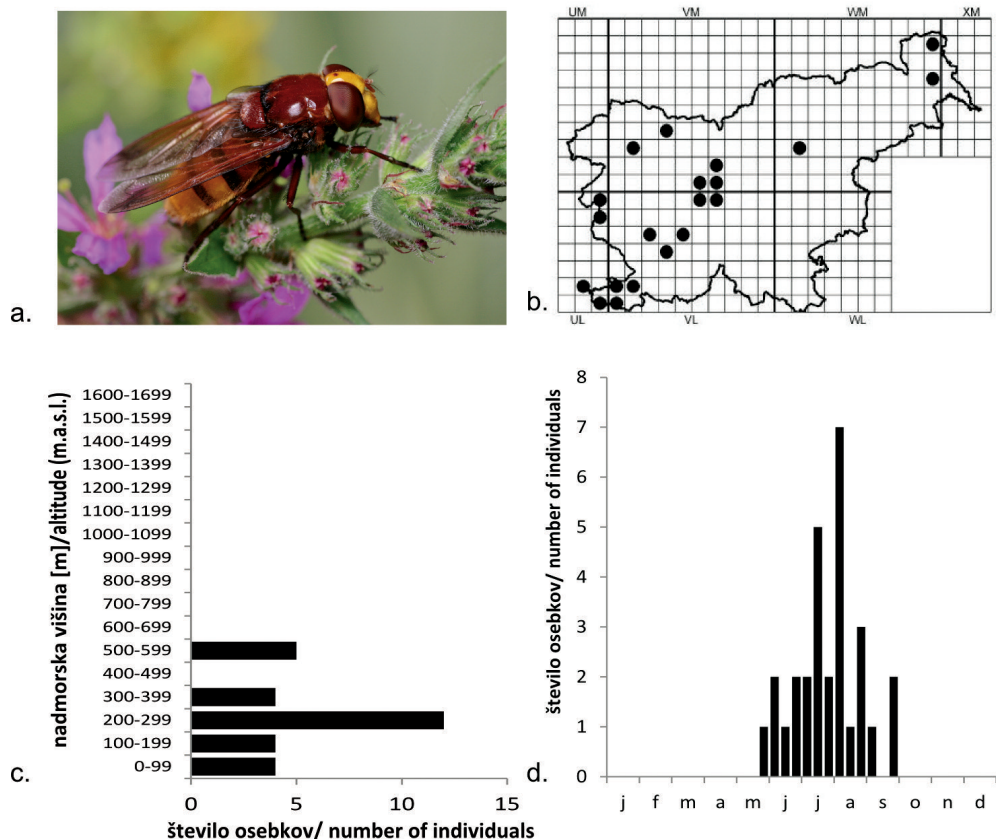 a.
b.
UM VM WM XM
UL VL WL
c.
nadmorska višina [m]/altitude (m.a.s.l.)
1600-1699
1500-1599
1400-1499
1300-1399
1200-1299
1100-1199
1000-1099
900-999
800-899
700-799
600-699
500-599
400-499
300-399
200-299
100-199
0-99
0 5 10 15
število osebkov/ number of individuals
d.
število osebkov/ number of individuals
8
7
6
5
4
3
2
1
0
j f m a m j j a s o n d